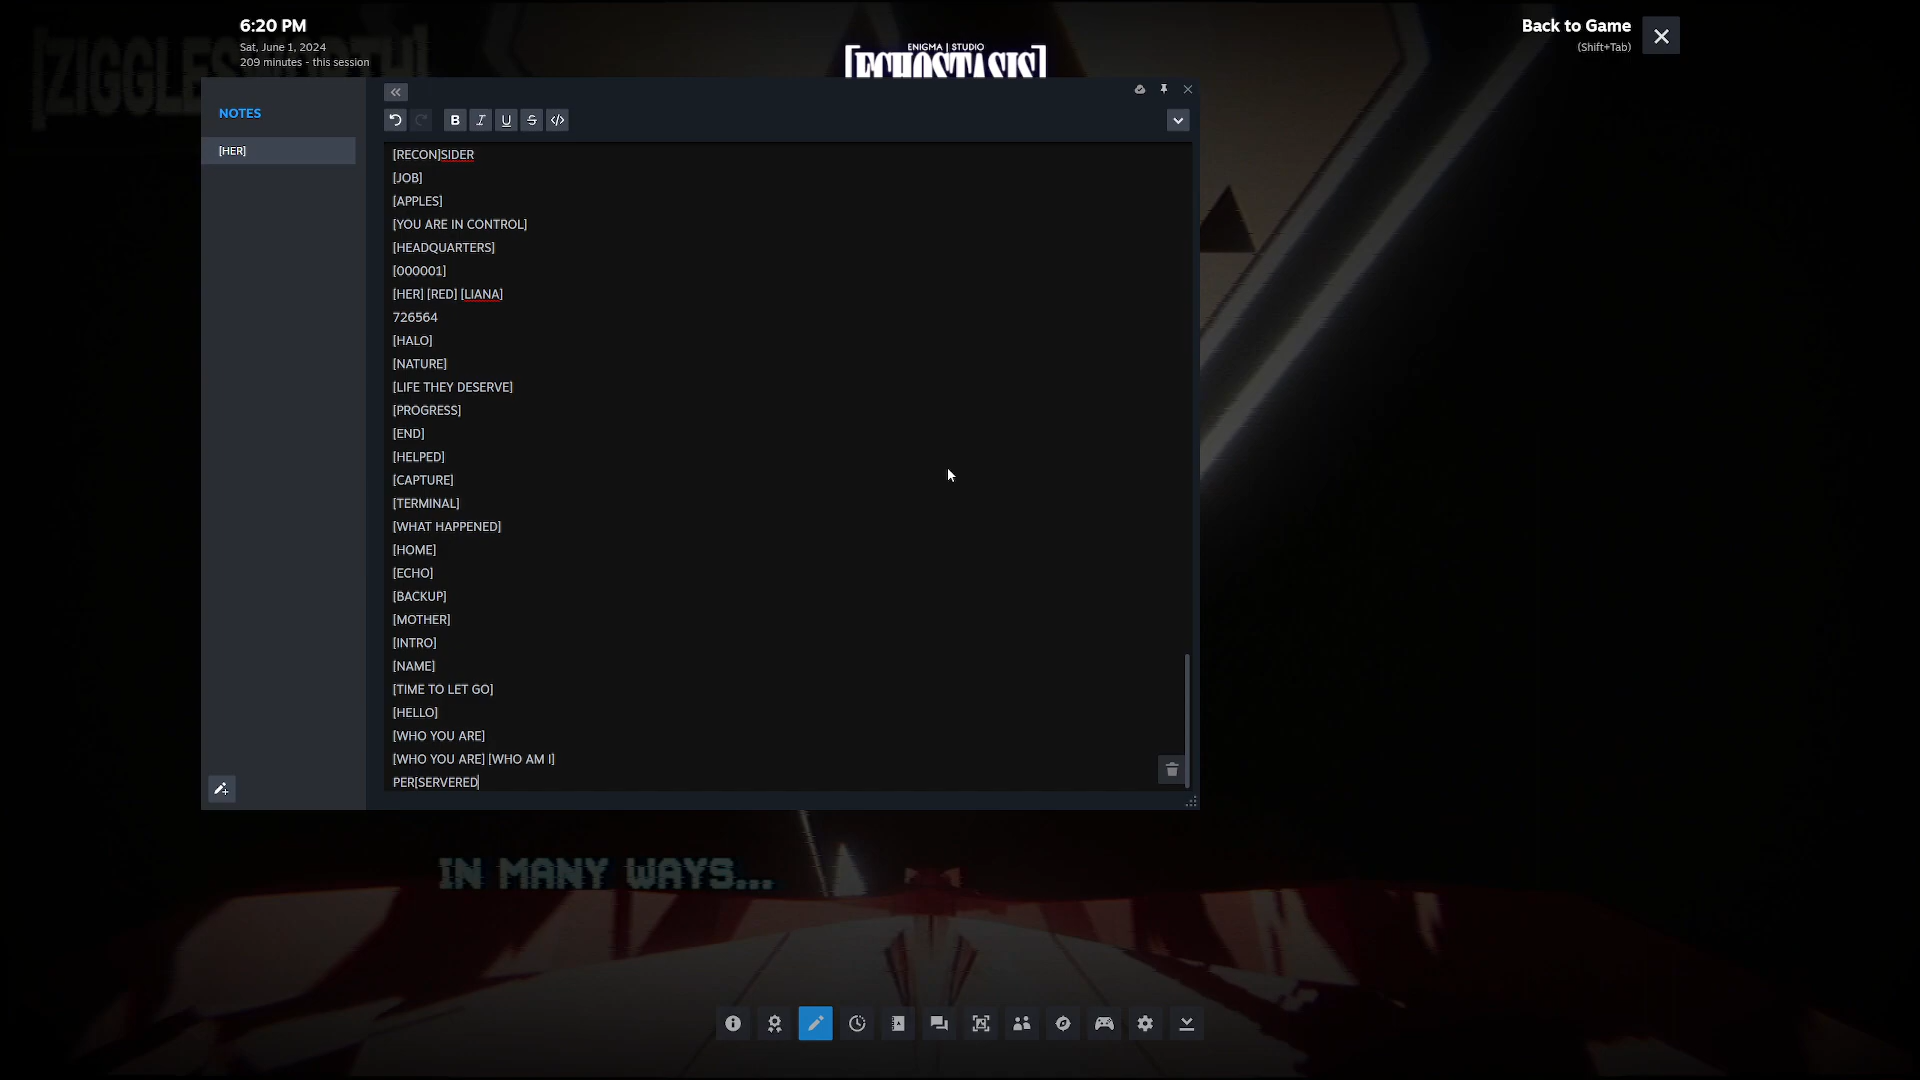 [ZIGGLESWORTH]
6:20 PM
Sat, June 1, 2024
209 minutes - this session
ENIGMA | STUDIO
[ECHOSTASIS]
Back to Game
(Shift+Tab)
NOTES
[HER]
[RECON]SIDER
[JOB]
[APPLES]
[YOU ARE IN CONTROL]
[HEADQUARTERS]
[000001]
[HER] [RED] [LIANA]
726564
[HALO]
[NATURE]
[LIFE THEY DESERVE]
[PROGRESS]
[END]
[HELPED]
[CAPTURE]
[TERMINAL]
[WHAT HAPPENED]
[HOME]
[ECHO]
[BACKUP]
[MOTHER]
[INTRO]
[NAME]
[TIME TO LET GO]
[HELLO]
[WHO YOU ARE]
[WHO YOU ARE] [WHO AM I]
PER[SERVERED
IN MANY WAYS...